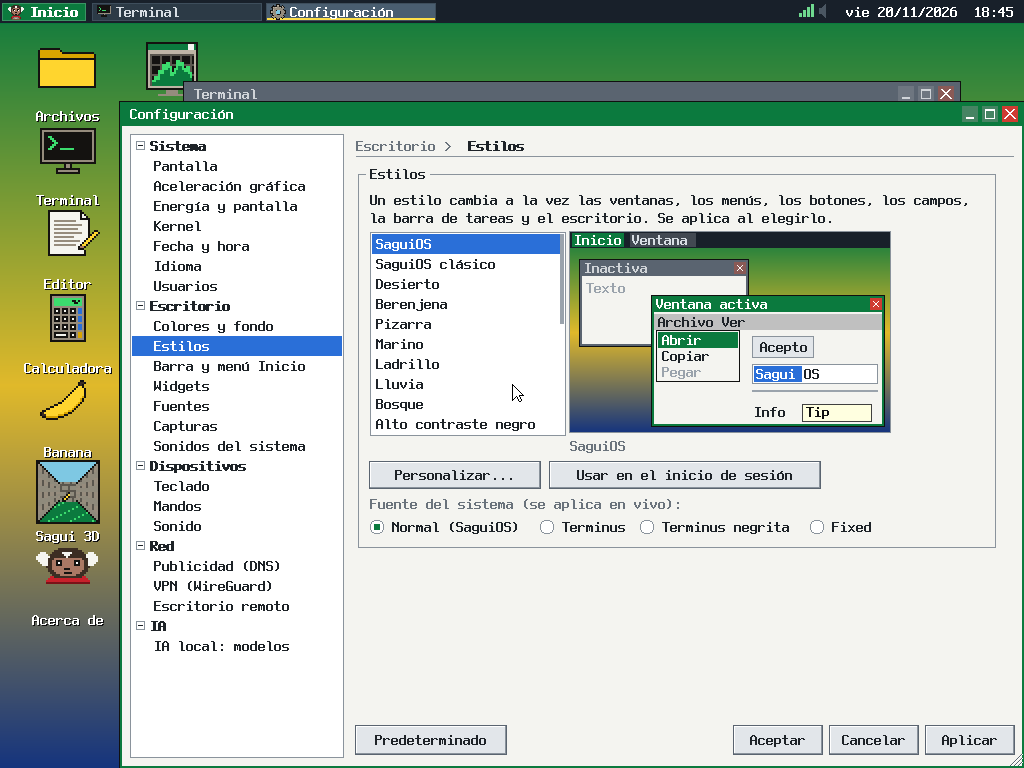 Inicio
Terminal
Configuración
vie 20/11/2026 18:45
Archivos
Terminal
Editor
Calculadora
Banana
Sagui 3D
Acerca de
Terminal
Configuración
Sistema
Pantalla
Aceleración gráfica
Energía y pantalla
Kernel
Fecha y hora
Idioma
Usuarios
Escritorio
Colores y fondo
Estilos
Barra y menú Inicio
Widgets
Fuentes
Capturas
Sonidos del sistema
Dispositivos
Teclado
Mandos
Sonido
Red
Publicidad (DNS)
VPN (WireGuard)
Escritorio remoto
IA
IA local: modelos
Escritorio > Estilos
Estilos
Un estilo cambia a la vez las ventanas, los menús, los botones, los campos,
la barra de tareas y el escritorio. Se aplica al elegirlo.
SaguiOS
SaguiOS clásico
Desierto
Berenjena
Pizarra
Marino
Ladrillo
Lluvia
Bosque
Alto contraste negro
Inicio Ventana
Inactiva
Texto
Ventana activa
Archivo Ver
Abrir
Copiar
Pegar
Acepto
Sagui OS
Info
Tip
SaguiOS
Personalizar...
Usar en el inicio de sesión
Fuente del sistema (se aplica en vivo):
Normal (SaguiOS)
Terminus
Terminus negrita
Fixed
Predeterminado
Aceptar
Cancelar
Aplicar